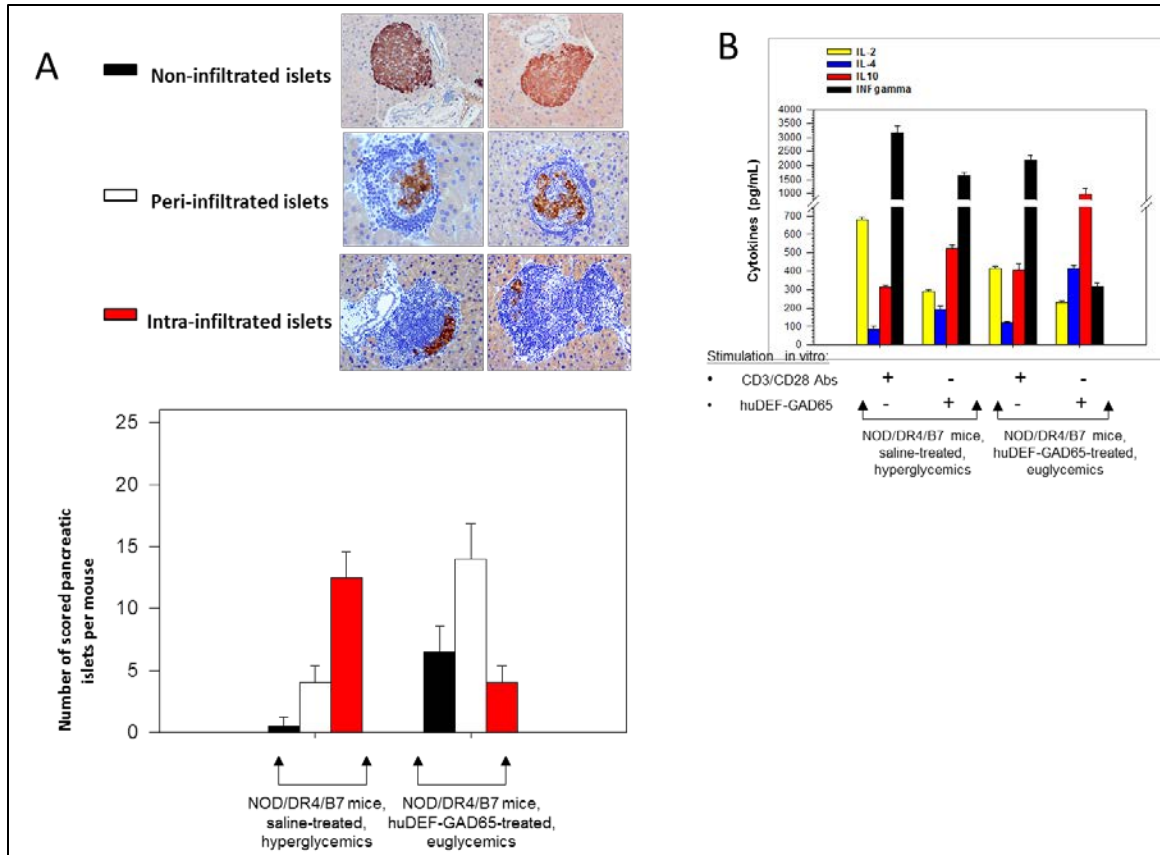 A
Non-infiltrated islets
Peri-infiltrated islets
Intra-infiltrated islets
Number of scored pancreatic
islets per mouse
25
20
15
10
5
0
NOD/DR4/B7 mice,
saline-treated,
hyperglycemics
NOD/DR4/B7 mice,
huDEF-GAD65-treated,
euglycemics
B
IL-2
IL-4
IL10
INFgamma
Cytokines (pg/mL)
4000
3500
3000
2500
2000
1500
1000
700
600
500
400
300
200
100
0
Stimulation in vitro:
• CD3/CD28 Abs + - + -
• huDEF-GAD65 - + - +
NOD/DR4/B7 mice,
saline-treated,
hyperglycemics
NOD/DR4/B7 mice,
huDEF-GAD65-treated,
euglycemics